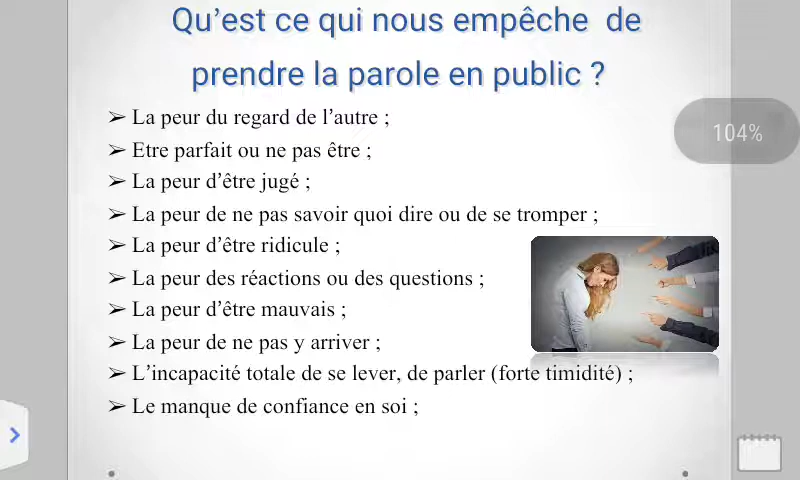 Qu’est ce qui nous empêche de
prendre la parole en public ?
➢ La peur du regard de l’autre ;
104%
➢ Etre parfait ou ne pas être ;
➢ La peur d’être jugé ;
➢ La peur de ne pas savoir quoi dire ou de se tromper ;
➢ La peur d’être ridicule ;
➢ La peur des réactions ou des questions ;
➢ La peur d’être mauvais ;
➢ La peur de ne pas y arriver ;
➢ L’incapacité totale de se lever, de parler (forte timidité) ;
➢ Le manque de confiance en soi ;